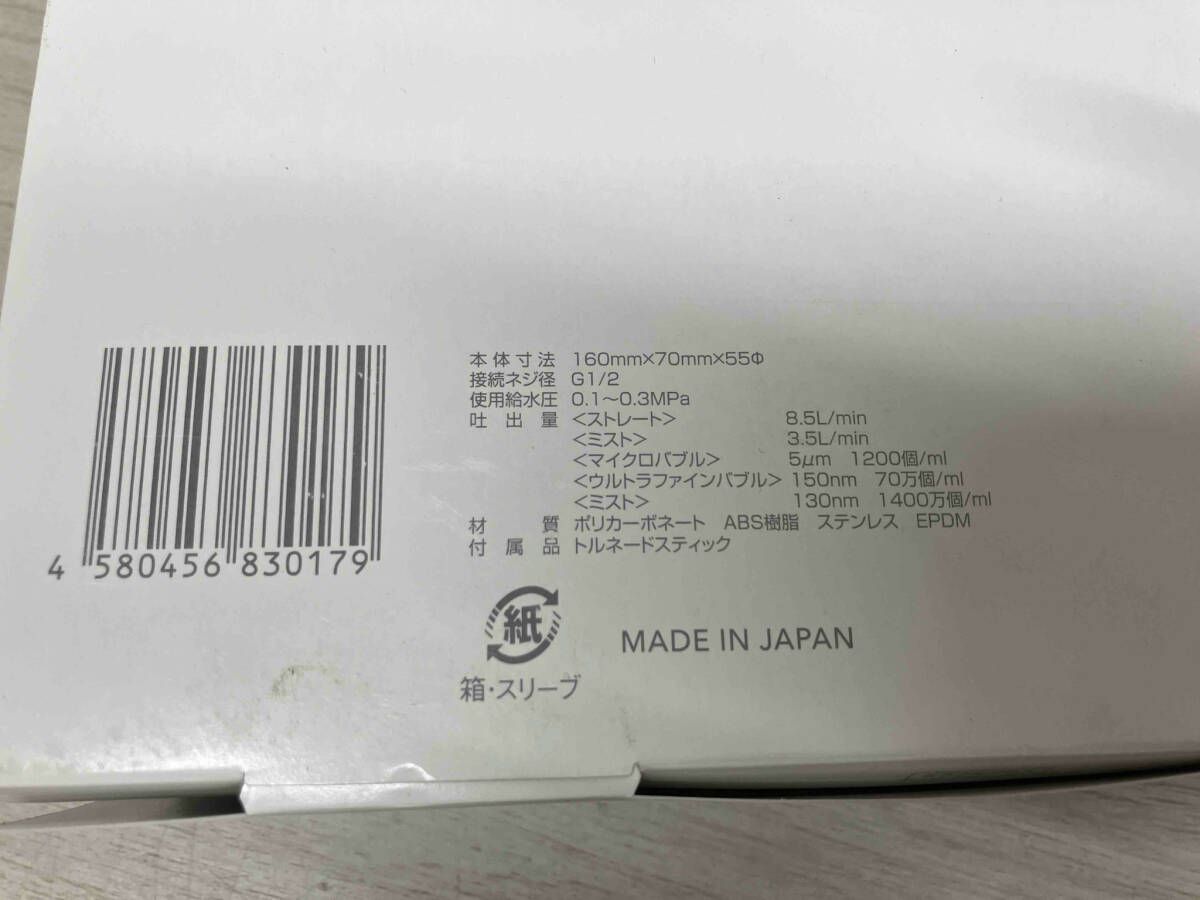 本体寸法 160mm×70mm×55Φ
接続ネジ径 G1/2
使用給水圧 0.1～0.3MPa
吐出量 <ストレート> 8.5L/min
<ミスト> 3.5L/min
<マイクロバブル> 5μm 1200個/ml
<ウルトラファインバブル> 150nm 70万個/ml
<ミスト> 130nm 1400万個/ml
材質 ポリカーボネート ABS樹脂 ステンレス EPDM
付属品 トルネードスティック
4 580456 830179
紙
箱・スリーブ
MADE IN JAPAN